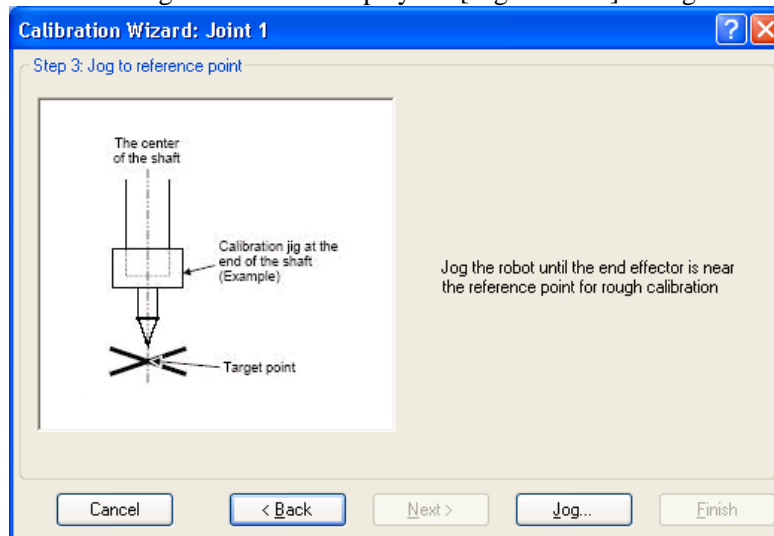 Calibration Wizard: Joint 1
Step 3: Jog to reference point
The center
of the shaft
Calibration jig at the
end of the shaft
(Example)
Target point
Jog the robot until the end effector is near
the reference point for rough calibration
Cancel
< Back
Next >
Jog...
Finish